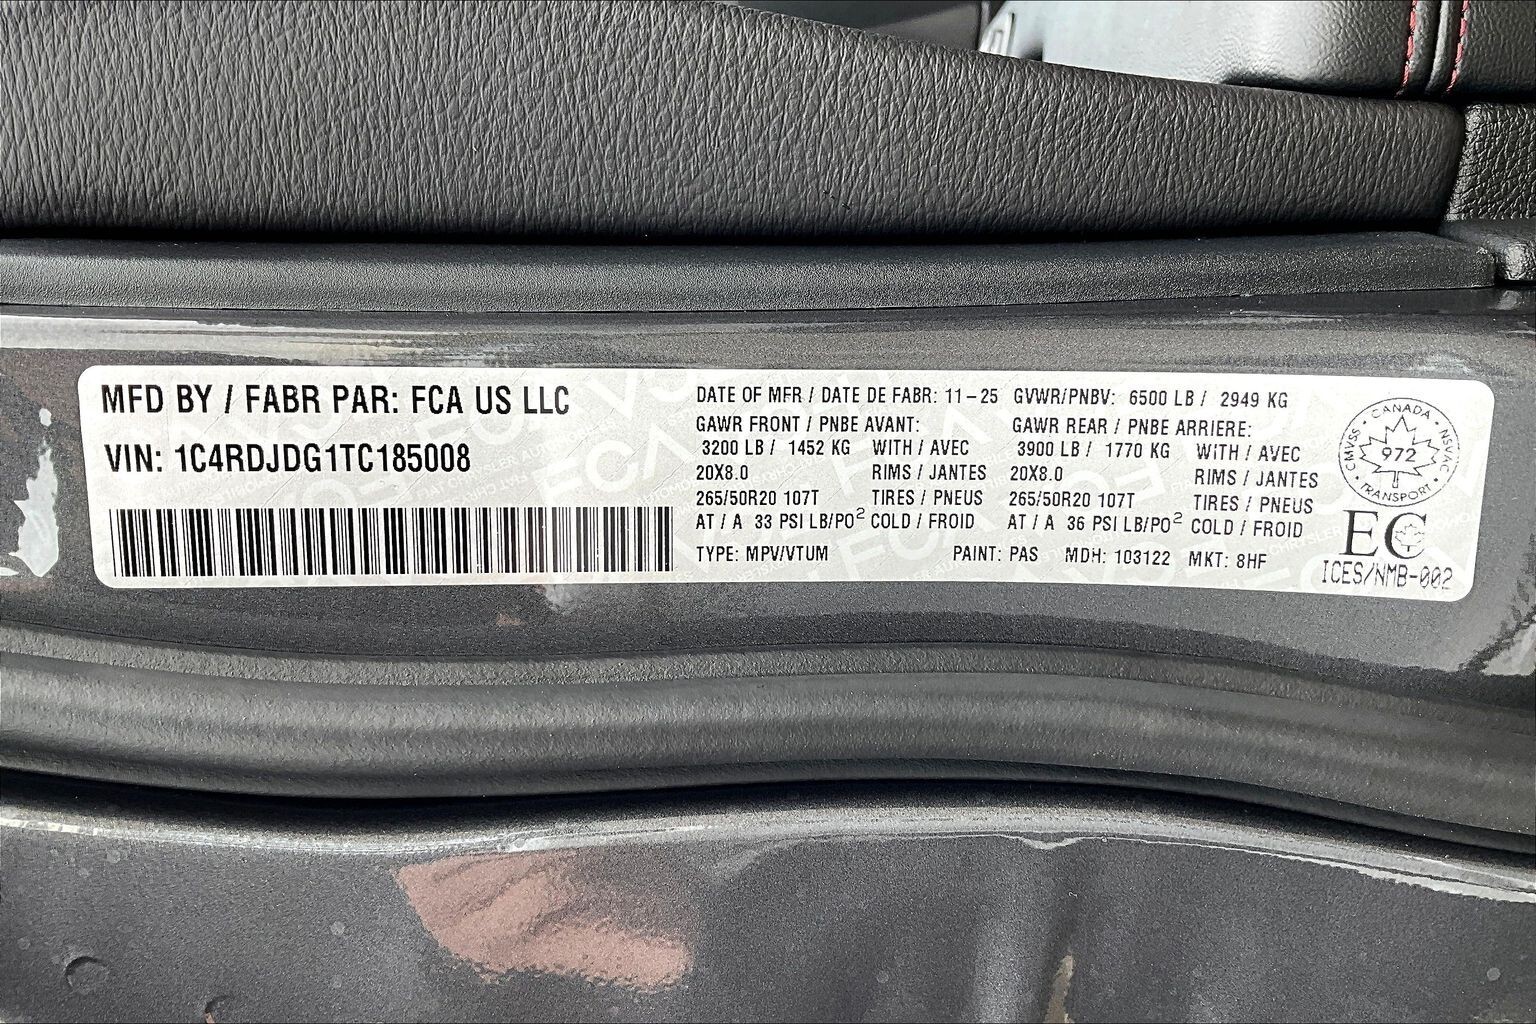 MFD BY / FABR PAR: FCA US LLC
VIN: 1C4RDJDG1TC185008
DATE OF MFR / DATE DE FABR: 11-25 GVWR/PNBV: 6500 LB / 2949 KG
GAWR FRONT / PNBE AVANT: GAWR REAR / PNBE ARRIERE:
3200 LB / 1452 KG WITH / AVEC 3900 LB / 1770 KG WITH / AVEC
20X8.0 RIMS / JANTES 20X8.0 RIMS / JANTES
265/50R20 107T TIRES / PNEUS 265/50R20 107T TIRES / PNEUS
AT / A 33 PSI LB/PO² COLD / FROID AT / A 36 PSI LB/PO² COLD / FROID
TYPE: MPV/VTUM PAINT: PAS MDH: 103122 MKT: 8HF
CANADA
CMVSS · NSVAC
972
TRANSPORT
EC
ICES/NMB-002